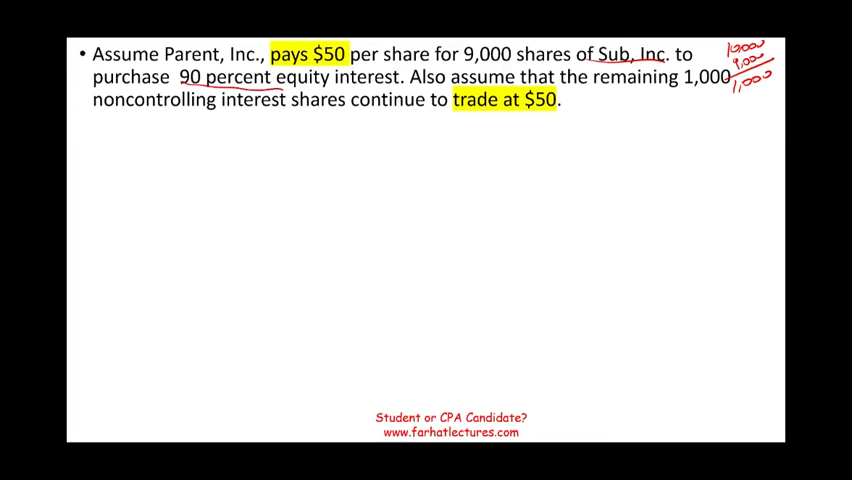 • Assume Parent, Inc., pays $50 per share for 9,000 shares of Sub, Inc. to
purchase 90 percent equity interest. Also assume that the remaining 1,000
noncontrolling interest shares continue to trade at $50.
10,000
9,000
1,000
Student or CPA Candidate?
www.farhatlectures.com